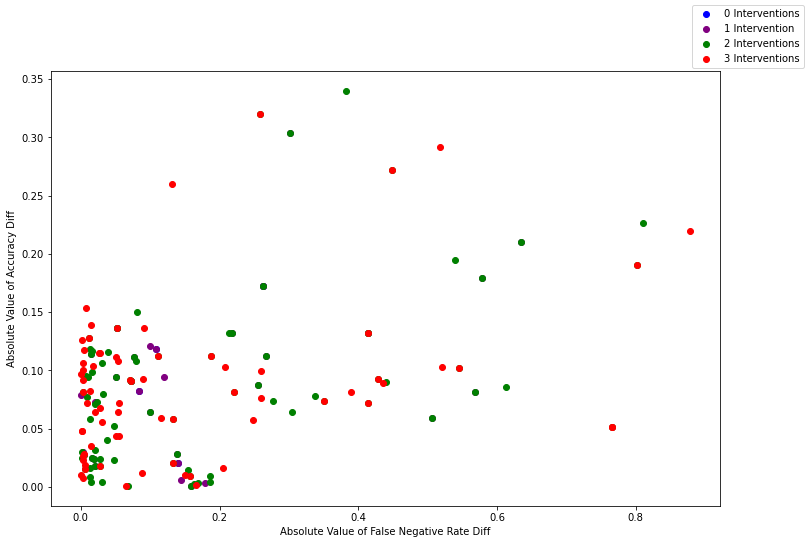 0 Interventions
1 Intervention
2 Interventions
3 Interventions
0.35
0.30
0.25
0.20
0.15
0.10
0.05
0.00
Absolute Value of Accuracy Diff
0.0 0.2 0.4 0.6 0.8
Absolute Value of False Negative Rate Diff